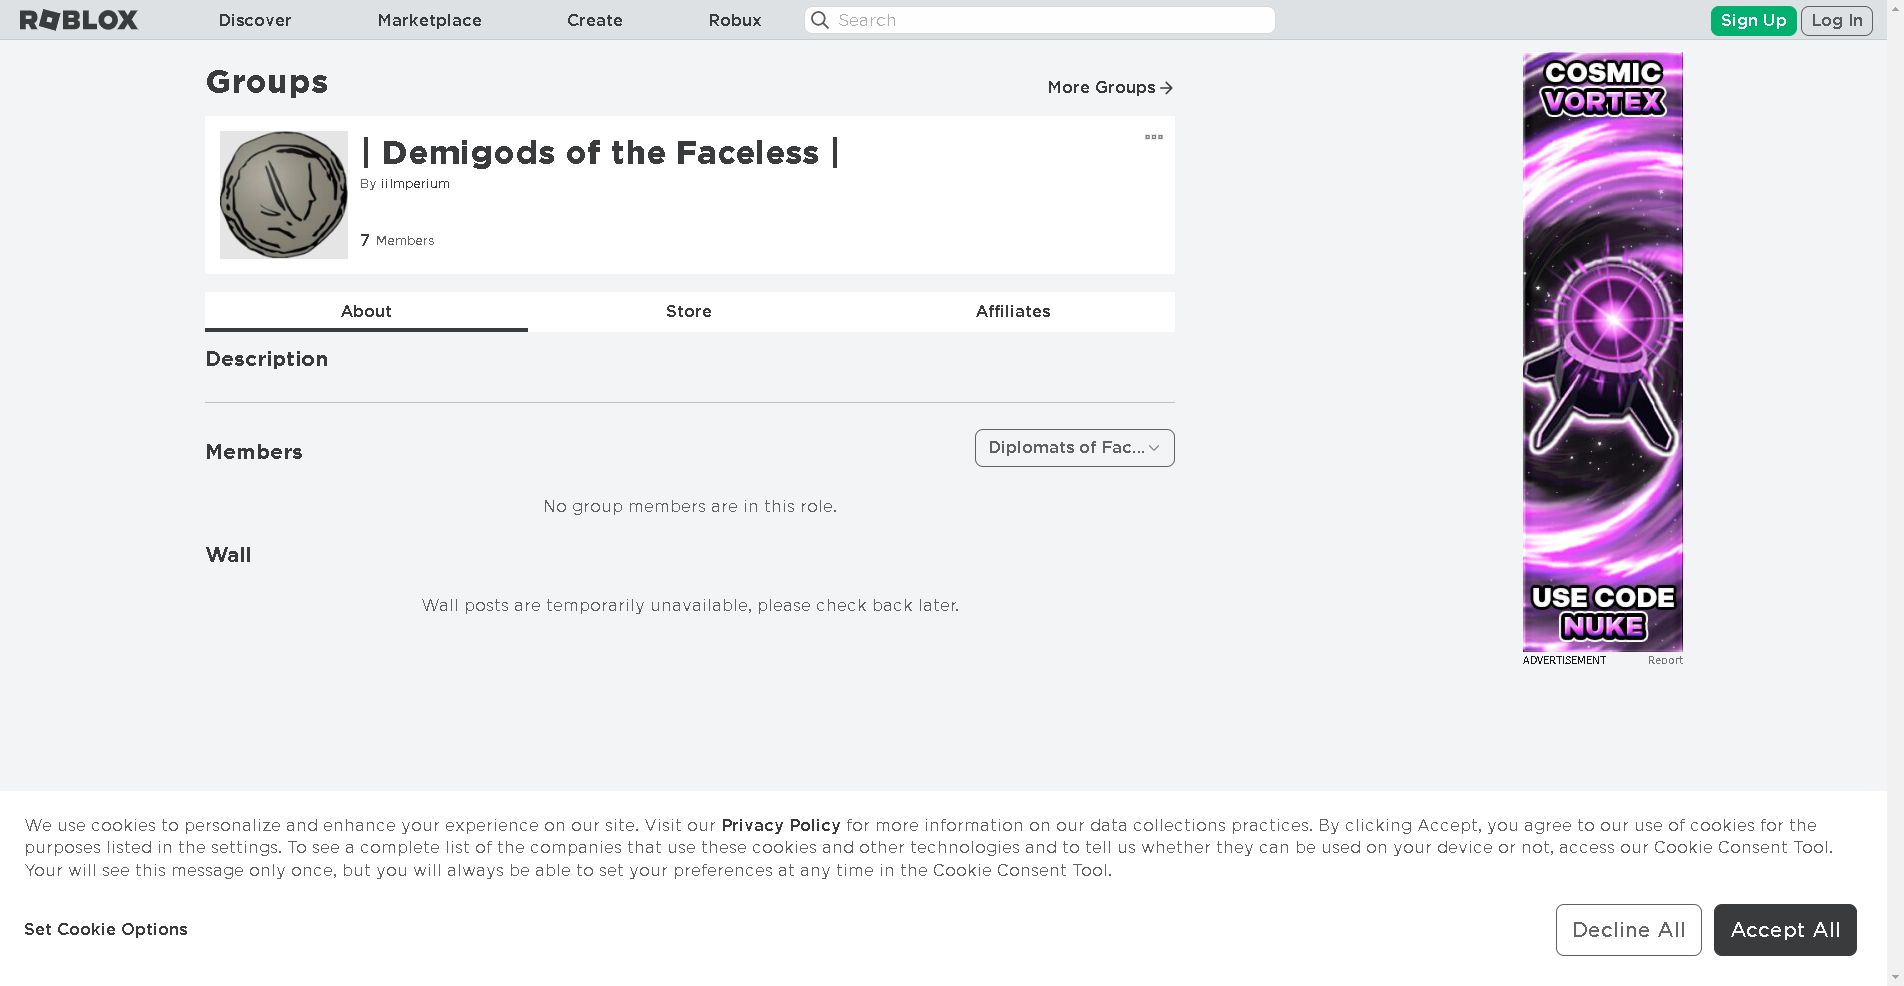 ROBLOX Discover Marketplace Create Robux Search Sign Up Log In
Groups
More Groups
| Demigods of the Faceless |
By iiImperium
7 Members
About Store Affiliates
Description
Members
Diplomats of Fac...
No group members are in this role.
Wall
Wall posts are temporarily unavailable, please check back later.
COSMIC
VORTEX
USE CODE
NUKE
ADVERTISEMENT Report
We use cookies to personalize and enhance your experience on our site. Visit our Privacy Policy for more information on our data collections practices. By clicking Accept, you agree to our use of cookies for the
purposes listed in the settings. To see a complete list of the companies that use these cookies and other technologies and to tell us whether they can be used on your device or not, access our Cookie Consent Tool.
Your will see this message only once, but you will always be able to set your preferences at any time in the Cookie Consent Tool.
Set Cookie Options
Decline All
Accept All